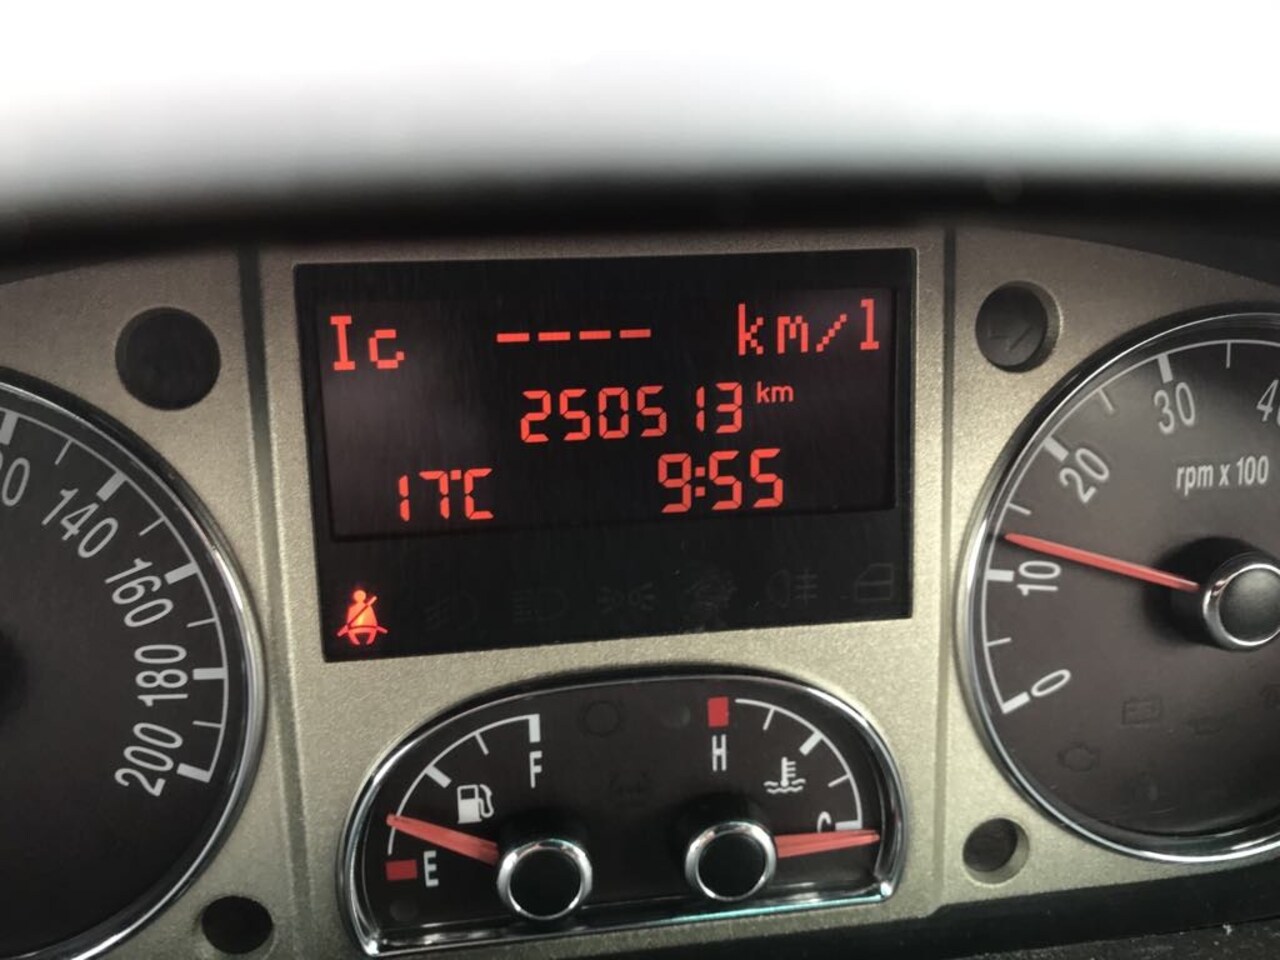 Ic ---- km/l
250513 km
17°C 9:55
140
160
180
200
0
10
20
30
rpm x 100
E
F
H
C